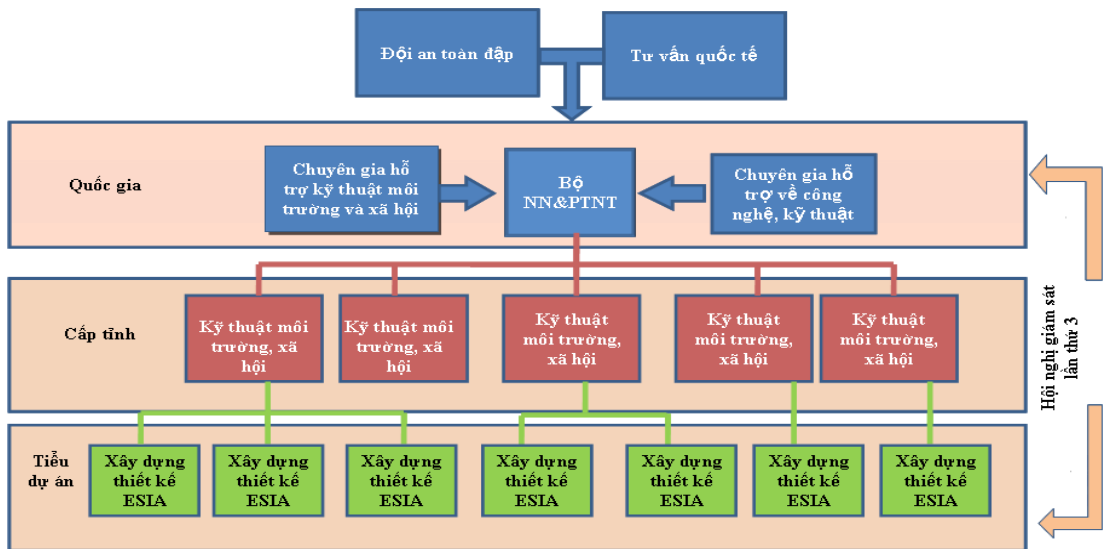 Đội an toàn đập
Tư vấn quốc tế
Quốc gia
Chuyên gia hỗ
trợ kỹ thuật môi
trường và xã hội
Bộ
NN&PTNT
Chuyên gia hỗ
trợ về công
nghệ, kỹ thuật
Cấp tỉnh
Kỹ thuật môi
trường, xã
hội
Kỹ thuật môi
trường, xã
hội
Kỹ thuật
môi trường,
xã hội
Kỹ thuật
môi trường,
xã hội
Kỹ thuật
môi trường,
xã hội
Hội nghị giám sát
lần thứ 3
Tiểu
dự án
Xây dựng
thiết kế
ESIA
Xây dựng
thiết kế
ESIA
Xây dựng
thiết kế
ESIA
Xây dựng
thiết kế
ESIA
Xây dựng
thiết kế
ESIA
Xây dựng
thiết kế
ESIA
Xây dựng
thiết kế
ESIA